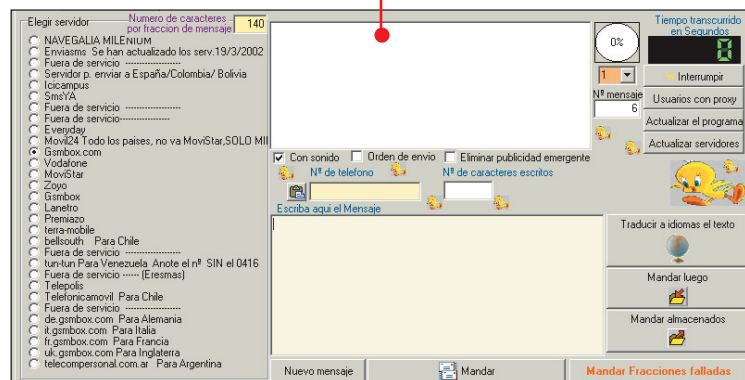 Elegir servidor
Numero de caracteres
por fraccion de mensaje
140
NAVEGALIA MILENIUM
Enviasms Se han actualizado los serv.19/3/2002
Fuera de servicio --------------------
Servidor p. enviar a España/Colombia/ Bolivia
Icicampus
SmsYA
Fuera de servicio --------------------
Fuera de servicio------------------
Everyday
Movil24 Todo los paises, no va MoviStar,SOLO MII
Gsmbox.com
Vodafone
MoviStar
Zoyo
Gsmbox
Lanetro
Premiazo
terra-mobile
bellsouth Para Chile
Fuera de servicio --------------------
tun-tun Para Venezuela Anote el nº SIN el 0416
Fuera de servicio ------ (Eresmas)
Telepolis
Telefonicamovil Para Chile
Fuera de servicio --------------------
de.gsmbox.com Para Alemania
it.gsmbox.com Para Italia
fr.gsmbox.com Para Francia
uk.gsmbox.com Para Inglaterra
telecompersonal.com.ar Para Argentina
0%
1
Nº mensaje
6
Tiempo transcurrido
en Segundos
0
Interrumpir
Usuarios con proxy
Actualizar el programa
Actualizar servidores
Con sonido
Orden de envio
Eliminar publicidad emergente
Nº de telefono
Nº de caracteres escritos
Escriba aqui el Mensaje
Traducir a idiomas el texto
Mandar luego
Mandar almacenados
Nuevo mensaje
Mandar
Mandar Fracciones falladas